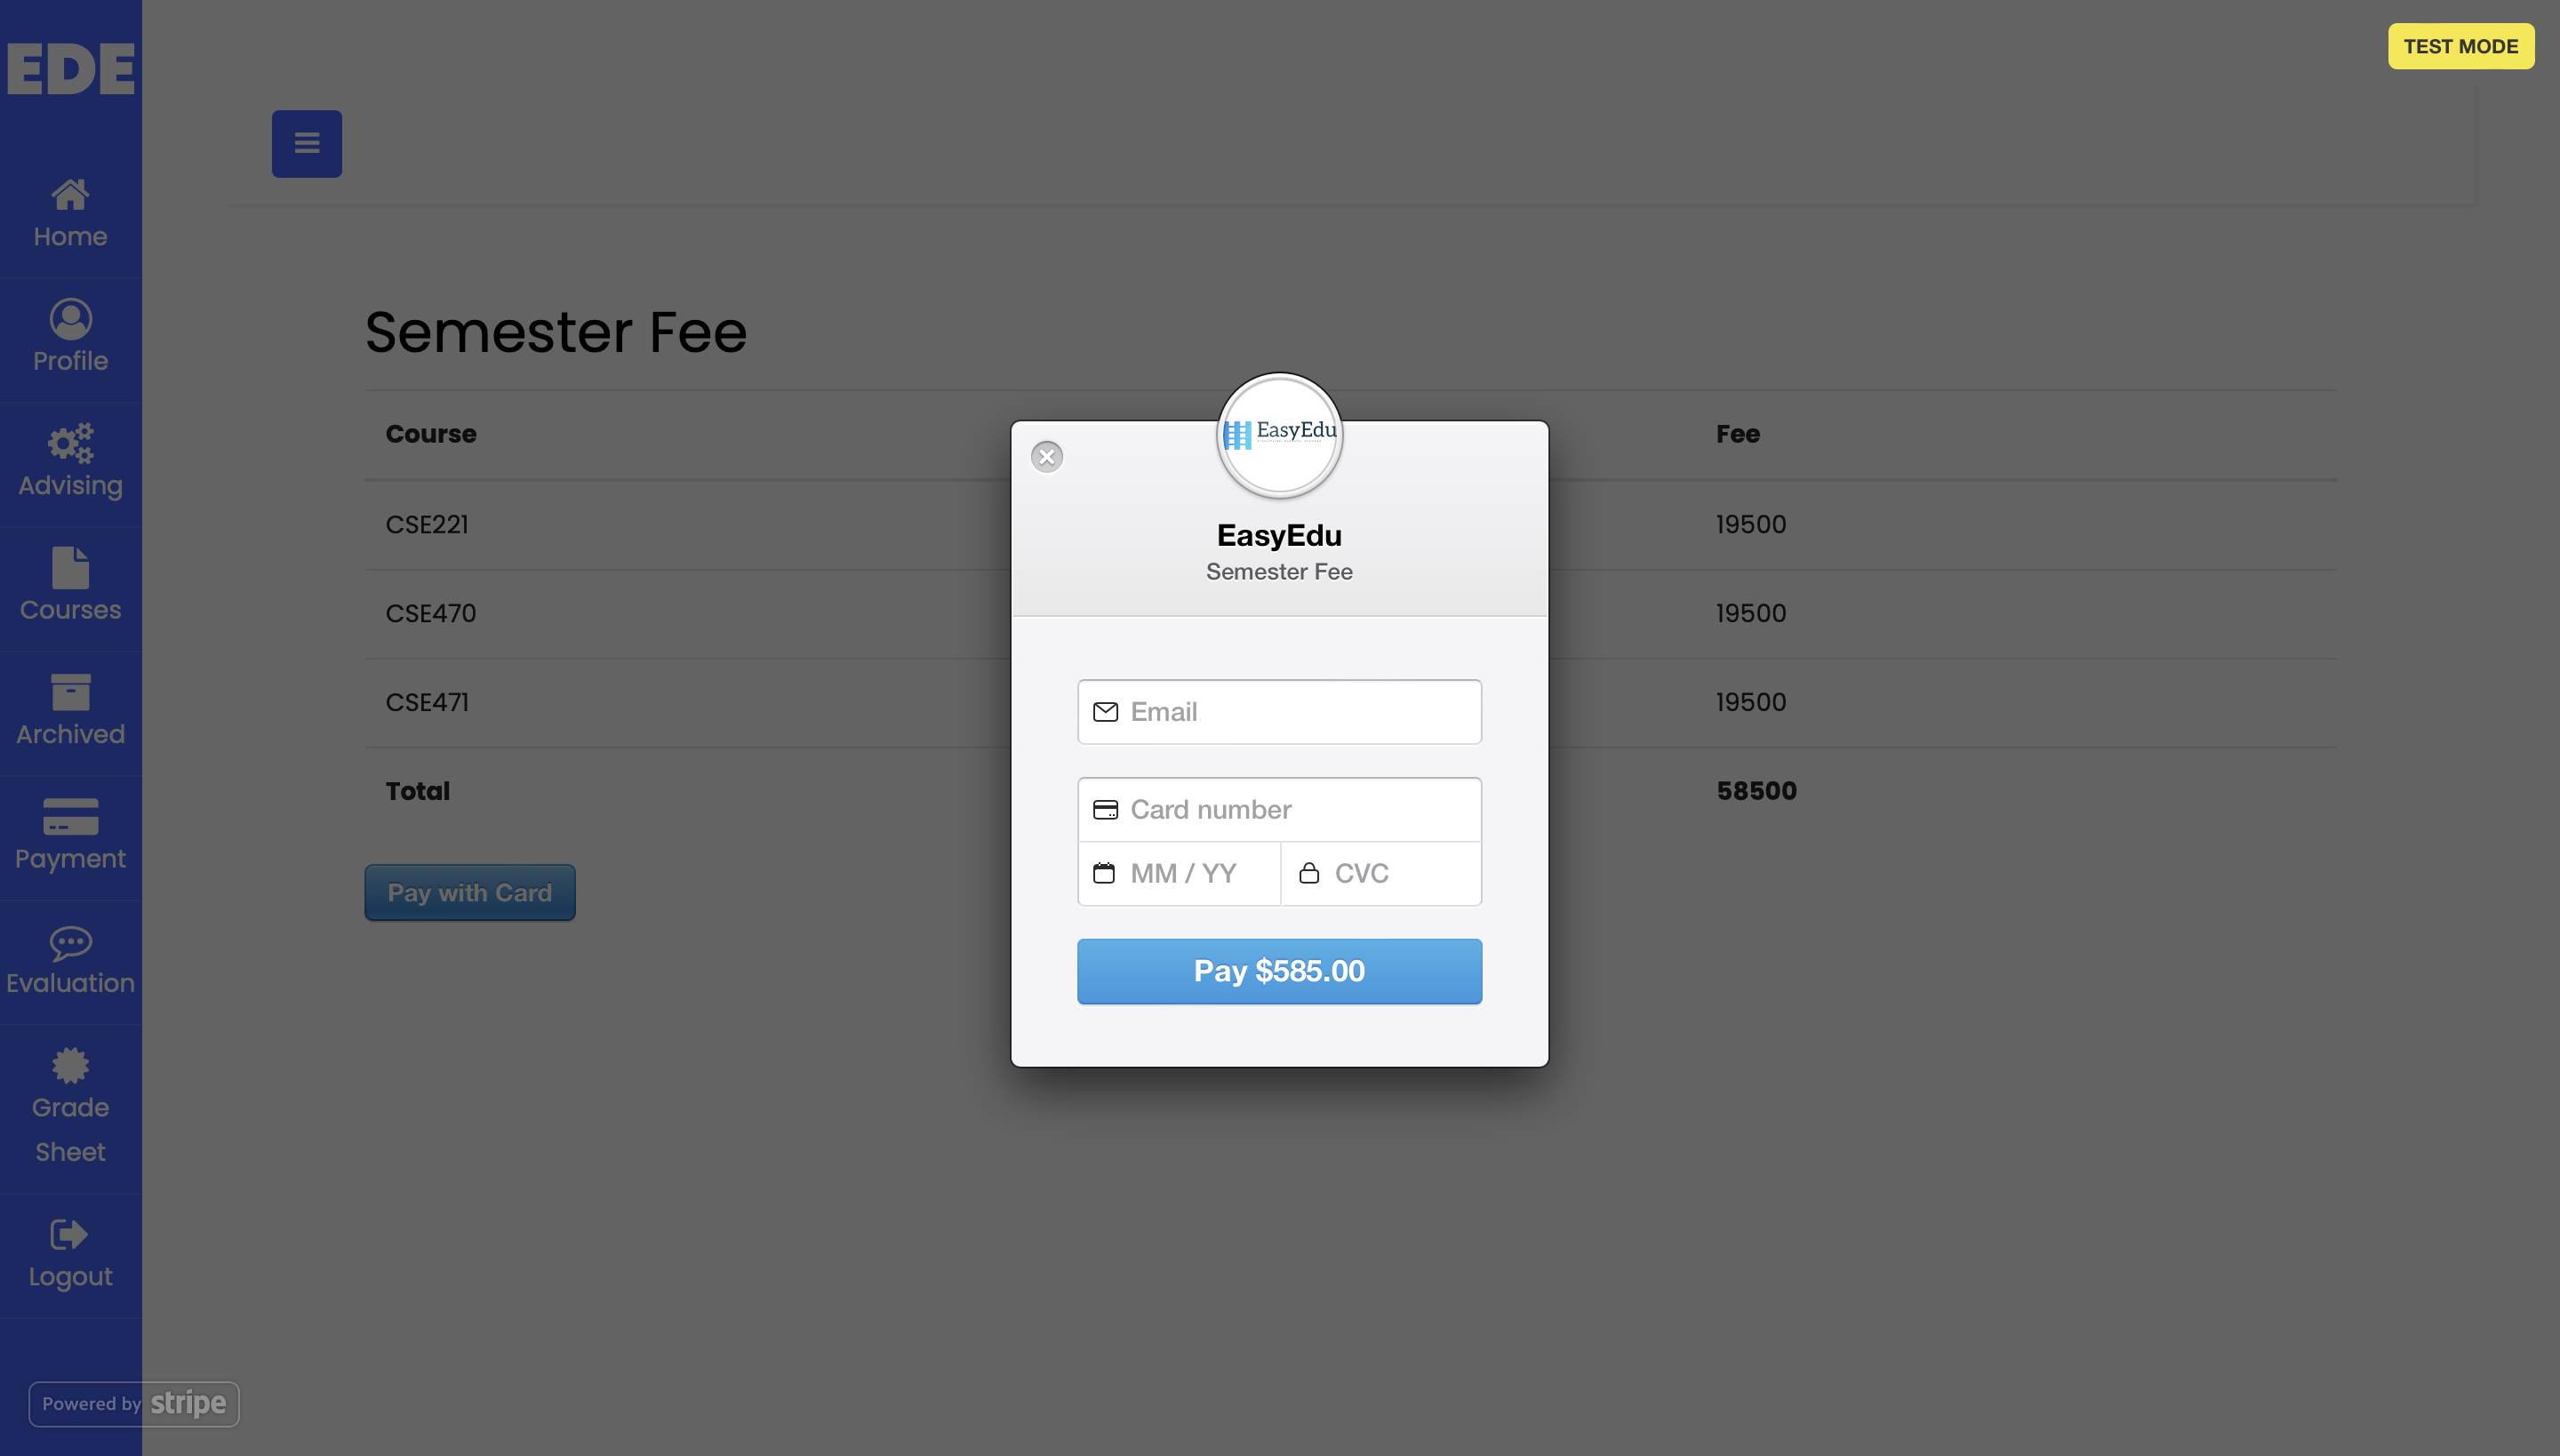 EDE
TEST MODE
Home
Profile
Advising
Courses
Archived
Payment
Evaluation
Grade
Sheet
Logout
Powered by stripe
Semester Fee
Course Fee
CSE221 19500
CSE470 19500
CSE471 19500
Total 58500
Pay with Card
EasyEdu
EasyEdu
Semester Fee
Email
Card number
MM / YY CVC
Pay $585.00